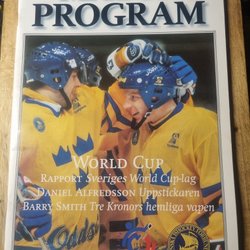 PROGRAM
WORLD CUP
RAPPORT Sveriges World Cup-lag
DANIEL ALFREDSSON Uppstickaren
BARRY SMITH Tre Kronors hemliga vapen